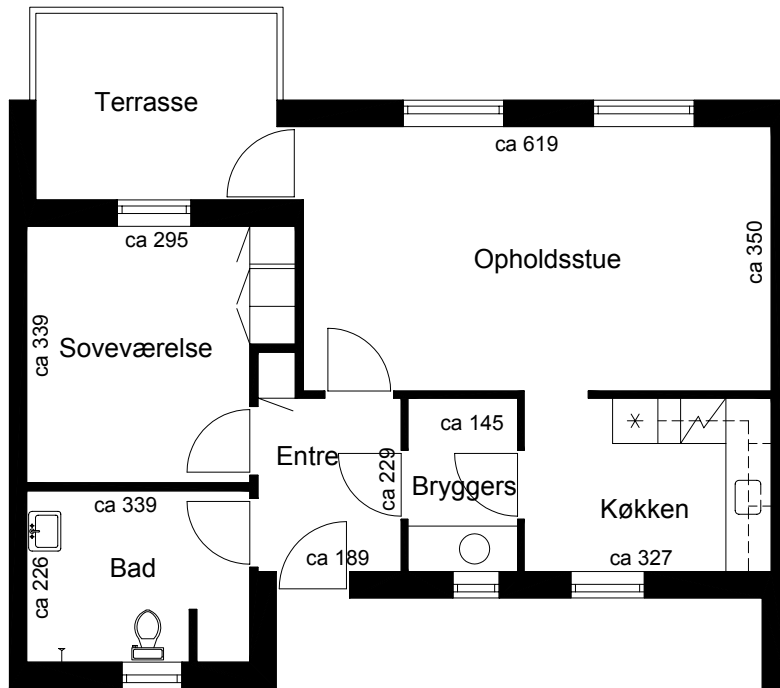 Terrasse
ca 619
ca 295
ca 350
Opholdsstue
ca 339
Soveværelse
ca 145
Entre
ca 229
Bryggers
ca 339
Køkken
ca 189
ca 327
Bad
ca 226